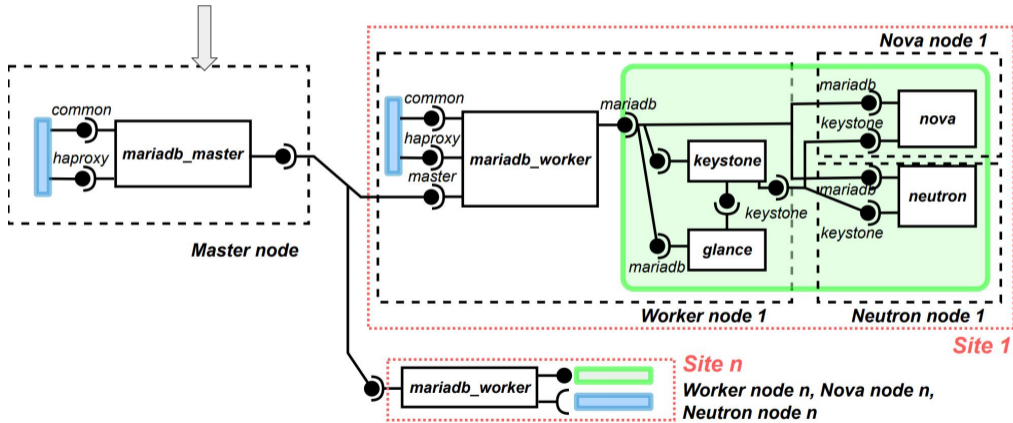 Nova node 1
common
haproxy
mariadb_master
Master node
common
haproxy
master
mariadb_worker
mariadb
keystone
keystone
glance
mariadb
mariadb
keystone
nova
mariadb
keystone
neutron
Worker node 1
Neutron node 1
Site 1
mariadb_worker
Site n
Worker node n, Nova node n,
Neutron node n